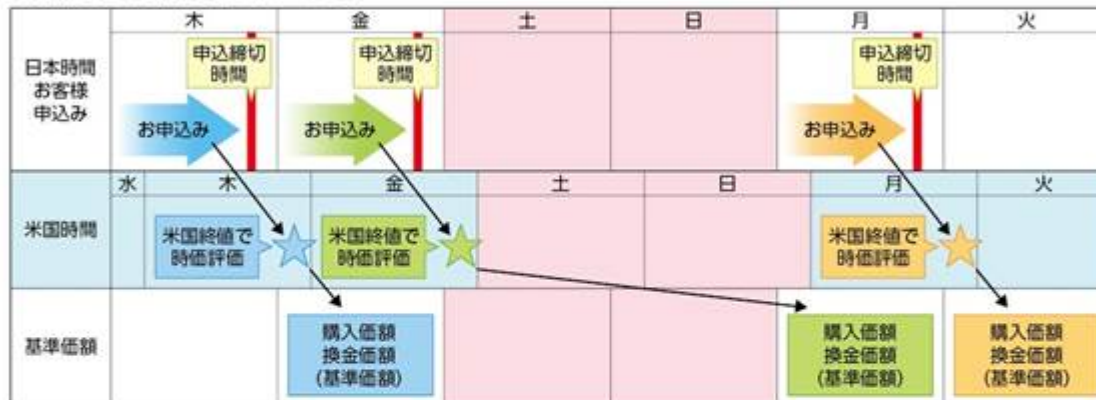 木 金 土 日 月 火
日本時間
お客様
申込み
申込締切
時間
申込締切
時間
申込締切
時間
お申込み
お申込み
お申込み
水 木 金 土 日 月 火
米国時間
米国終値で
時価評価
米国終値で
時価評価
米国終値で
時価評価
基準価額
購入価額
換金価額
(基準価額)
購入価額
換金価額
(基準価額)
購入価額
換金価額
(基準価額)